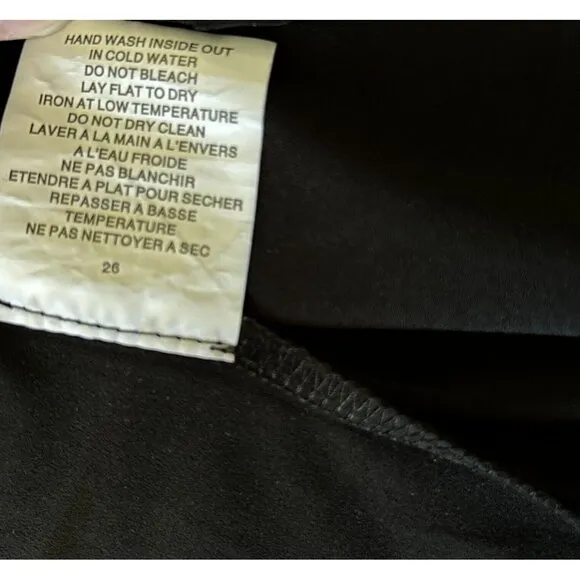 HAND WASH INSIDE OUT
IN COLD WATER
DO NOT BLEACH
LAY FLAT TO DRY
IRON AT LOW TEMPERATURE
DO NOT DRY CLEAN
LAVER À LA MAIN A L'ENVERS
A L'EAU FROIDE
NE PAS BLANCHIR
ETENDRE A PLAT POUR SECHER
REPASSER À BASSE
TEMPERATURE
NE PAS NETTOYER A SEC
26